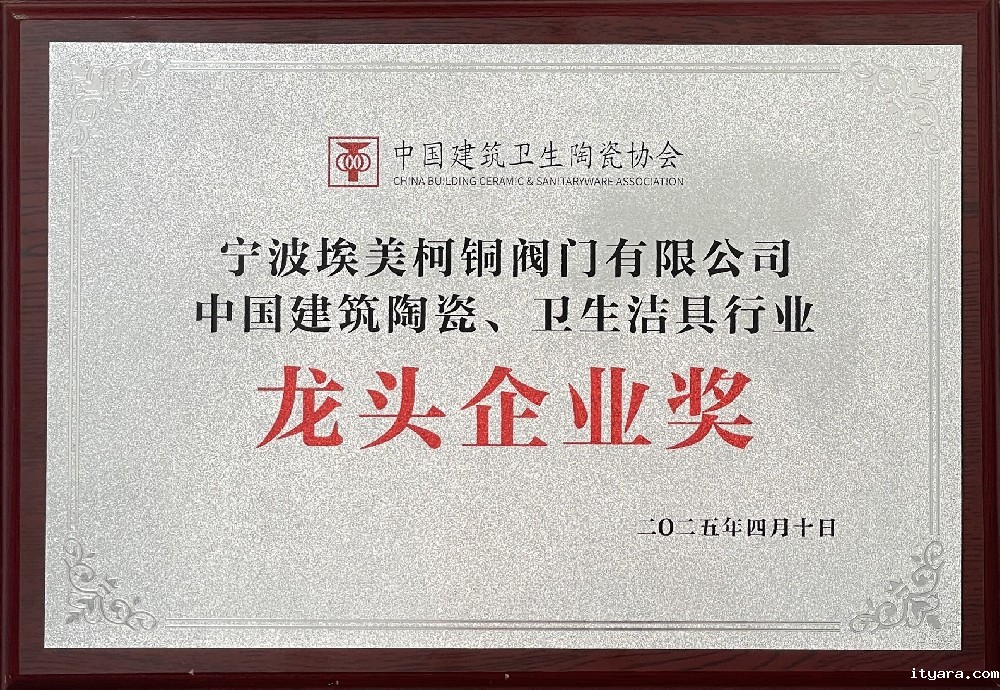 中国建筑卫生陶瓷协会
CHINA BUILDING CERAMIC & SANITARYWARE ASSOCIATION
宁波埃美柯铜阀门有限公司
中国建筑陶瓷、卫生洁具行业
龙头企业奖
二〇二五年四月十日
ityara.com